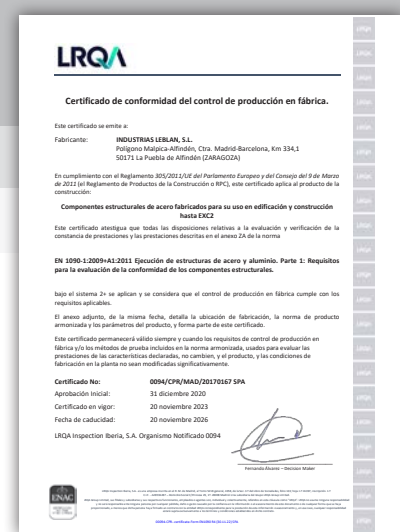 LRQA
Certificado de conformidad del control de producción en fábrica.
Este certificado se emite a:
Fabricante: INDUSTRIAS LEBLAN, S.L.
Polígono Malpica-Alfindén, Ctra. Madrid-Barcelona, Km 334,1
50171 La Puebla de Alfindén (ZARAGOZA)
En cumplimiento con el Reglamento 305/2011/UE del Parlamento Europeo y del Consejo del 9 de Marzo
de 2011 (el Reglamento de Productos de la Construcción o RPC), este certificado aplica al producto de la
construcción:
Componentes estructurales de acero fabricados para su uso en edificación y construcción
hasta EXC2
Este certificado atestigua que todas las disposiciones relativas a la evaluación y verificación de la
constancia de prestaciones y las prestaciones descritas en el anexo ZA de la norma
EN 1090-1:2009+A1:2011 Ejecución de estructuras de acero y aluminio. Parte 1: Requisitos
para la evaluación de la conformidad de los componentes estructurales.
bajo el sistema 2+ se aplican y se considera que el control de producción en fábrica cumple con los
requisitos aplicables.
El anexo adjunto, de la misma fecha, detalla la ubicación de fabricación, la norma de producto
armonizada y los parámetros del producto, y forma parte de este certificado.
Este certificado permanecerá válido siempre y cuando los requisitos de control de producción en
fábrica y/o los métodos de prueba incluidos en la norma armonizada, usados para evaluar las
prestaciones de las características declaradas, no cambien, y el producto, y las condiciones de
fabricación en la planta no sean modificadas significativamente.
Certificado No: 0094/CPR/MAD/20170167 SPA
Aprobación inicial: 31 diciembre 2020
Certificado en vigor: 20 noviembre 2023
Fecha de caducidad: 20 noviembre 2026
LRQA Inspection Iberia, S.A. Organismo Notificado 0094
Fernando Álvarez – Decision Maker
ENAC